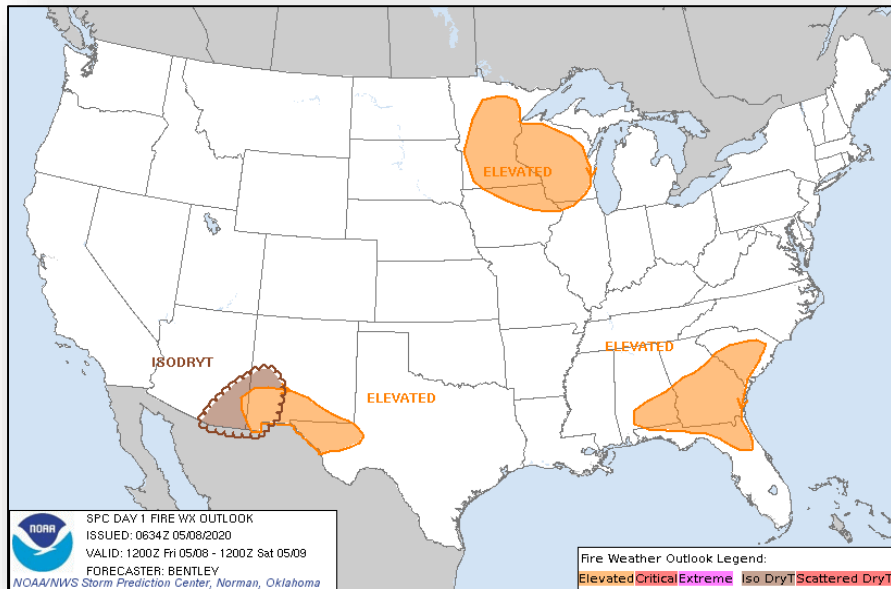 ELEVATED
ELEVATED
ISODRYT
ELEVATED
NOAA
SPC DAY 1 FIRE WX OUTLOOK
ISSUED: 0634Z 05/08/2020
VALID: 1200Z Fri 05/08 - 1200Z Sat 05/09
FORECASTER: BENTLEY
NOAA/NWS Storm Prediction Center, Norman, Oklahoma
Fire Weather Outlook Legend:
Elevated Critical Extreme Iso DryT Scattered DryT